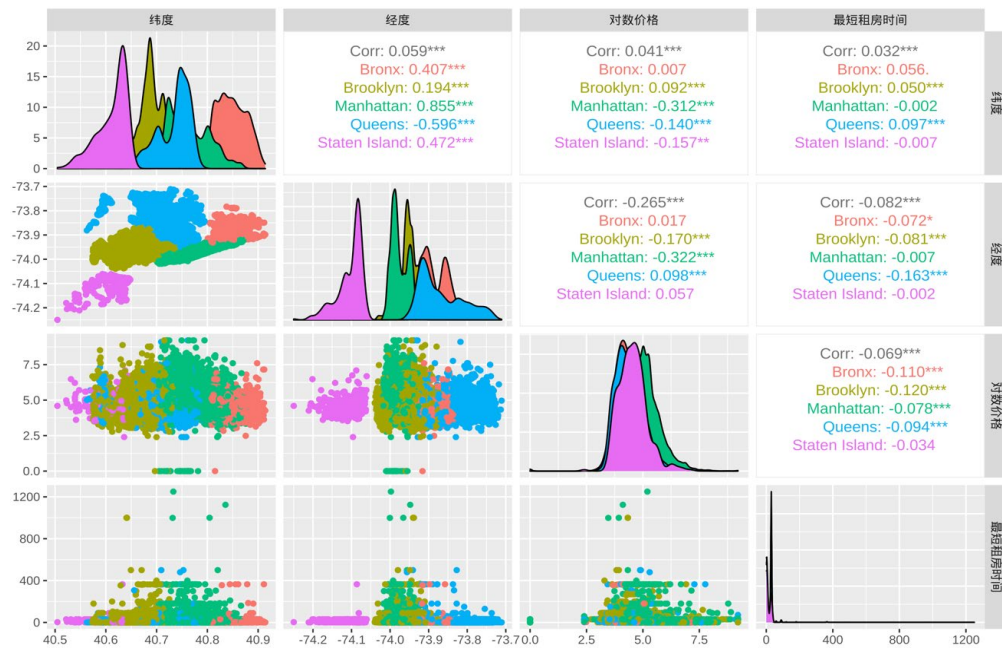 纬度 经度 对数价格 最短租房时间
20
15
10
5
0
Corr: 0.059***
Bronx: 0.407***
Brooklyn: 0.194***
Manhattan: 0.855***
Queens: -0.596***
Staten Island: 0.472***
Corr: 0.041***
Bronx: 0.007
Brooklyn: 0.092***
Manhattan: -0.312***
Queens: -0.140***
Staten Island: -0.157**
Corr: 0.032***
Bronx: 0.056.
Brooklyn: 0.050***
Manhattan: -0.002
Queens: 0.097***
Staten Island: -0.007
纬度
-73.7
-73.8
-73.9
-74.0
-74.1
-74.2
Corr: -0.265***
Bronx: 0.017
Brooklyn: -0.170***
Manhattan: -0.322***
Queens: 0.098***
Staten Island: 0.057
Corr: -0.082***
Bronx: -0.072*
Brooklyn: -0.081***
Manhattan: -0.007
Queens: -0.163***
Staten Island: -0.002
经度
7.5
5.0
2.5
0.0
Corr: -0.069***
Bronx: -0.110***
Brooklyn: -0.120***
Manhattan: -0.078***
Queens: -0.094***
Staten Island: -0.034
对数价格
1200
800
400
0
最短租房时间
40.5 40.6 40.7 40.8 40.9 -74.2 -74.1 -74.0 -73.9 -73.8 -73.7 0.0 2.5 5.0 7.5 0 400 800 1200